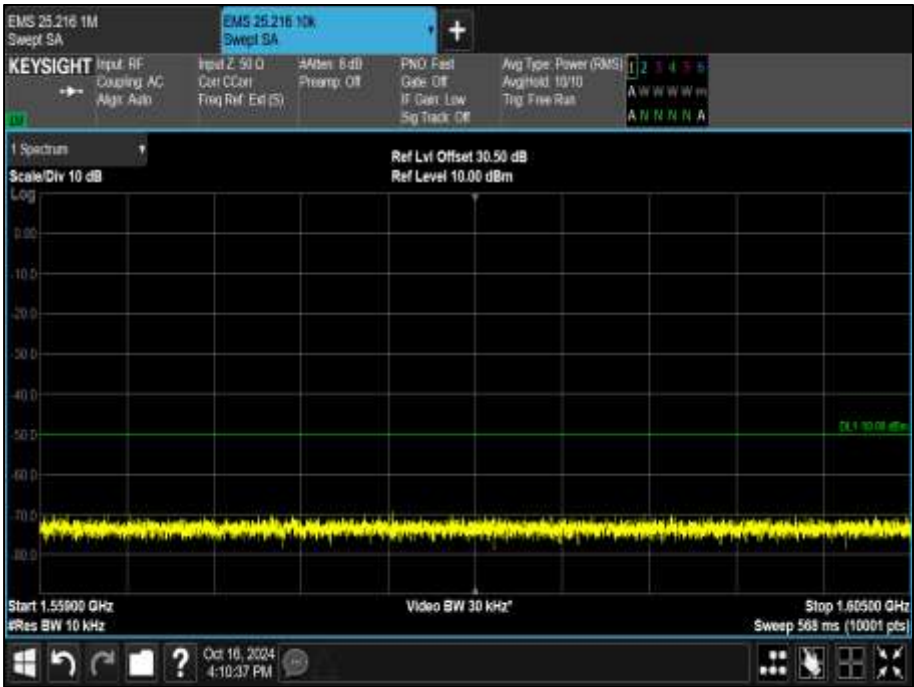 EMS 25.216 1M
Swept SA
EMS 25.216 10k
Swept SA
KEYSIGHT
Input: RF
Coupling: AC
Align: Auto
Input Z: 50 Ω
Corr CCorr
Freq Ref: Ext (S)
#Atten: 8 dB
Preamp: Off
PNO: Fast
Gate: Off
IF Gain: Low
Sig Track: Off
Avg Type: Power (RMS)
Avg|Hold: 10/10
Trig: Free Run
1 2 3 4 5 6
A W W W W
A N N N N A
1 Spectrum
Scale/Div 10 dB
Ref Lvl Offset 30.50 dB
Ref Level 10.00 dBm
Log
0.00
-10.0
-20.0
-30.0
-40.0
-50.0
-60.0
-70.0
-80.0
Start 1.55900 GHz
#Res BW 10 kHz
Video BW 30 kHz*
Stop 1.60500 GHz
Sweep 568 ms (10001 pts)
?
Oct 16, 2024
4:10:37 PM